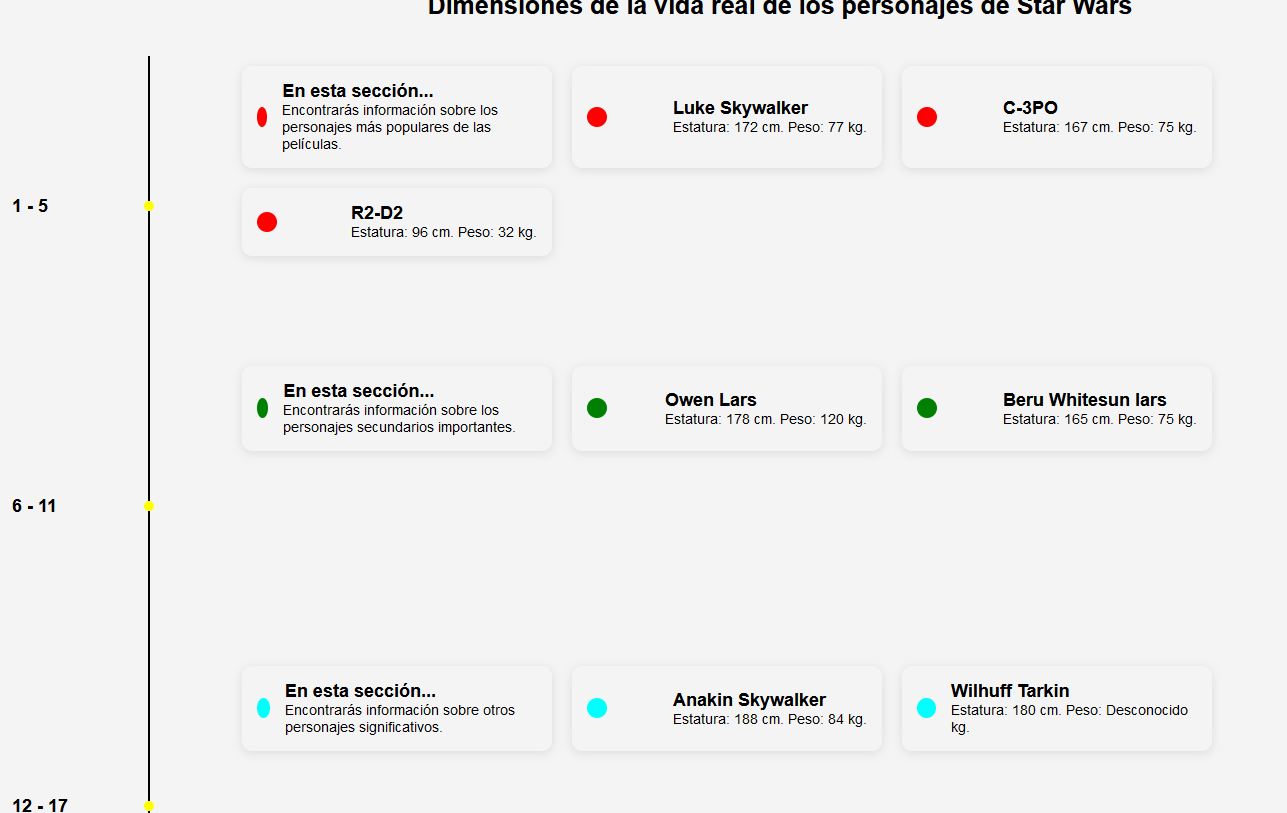 Dimensiones de la vida real de los personajes de Star Wars
En esta sección...
Encontrarás información sobre los
personajes más populares de las
películas.
Luke Skywalker
Estatura: 172 cm. Peso: 77 kg.
C-3PO
Estatura: 167 cm. Peso: 75 kg.
1 - 5
R2-D2
Estatura: 96 cm. Peso: 32 kg.
En esta sección...
Encontrarás información sobre los
personajes secundarios importantes.
Owen Lars
Estatura: 178 cm. Peso: 120 kg.
Beru Whitesun lars
Estatura: 165 cm. Peso: 75 kg.
6 - 11
En esta sección...
Encontrarás información sobre otros
personajes significativos.
Anakin Skywalker
Estatura: 188 cm. Peso: 84 kg.
Wilhuff Tarkin
Estatura: 180 cm. Peso: Desconocido
kg.
12 - 17